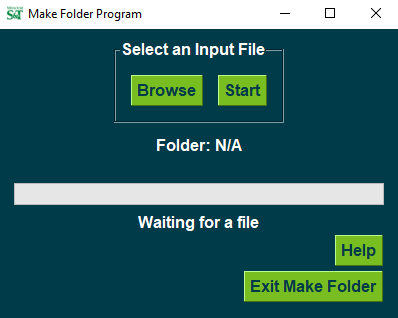 S&T Make Folder Program
Select an Input File
Browse Start
Folder: N/A
Waiting for a file
Help
Exit Make Folder